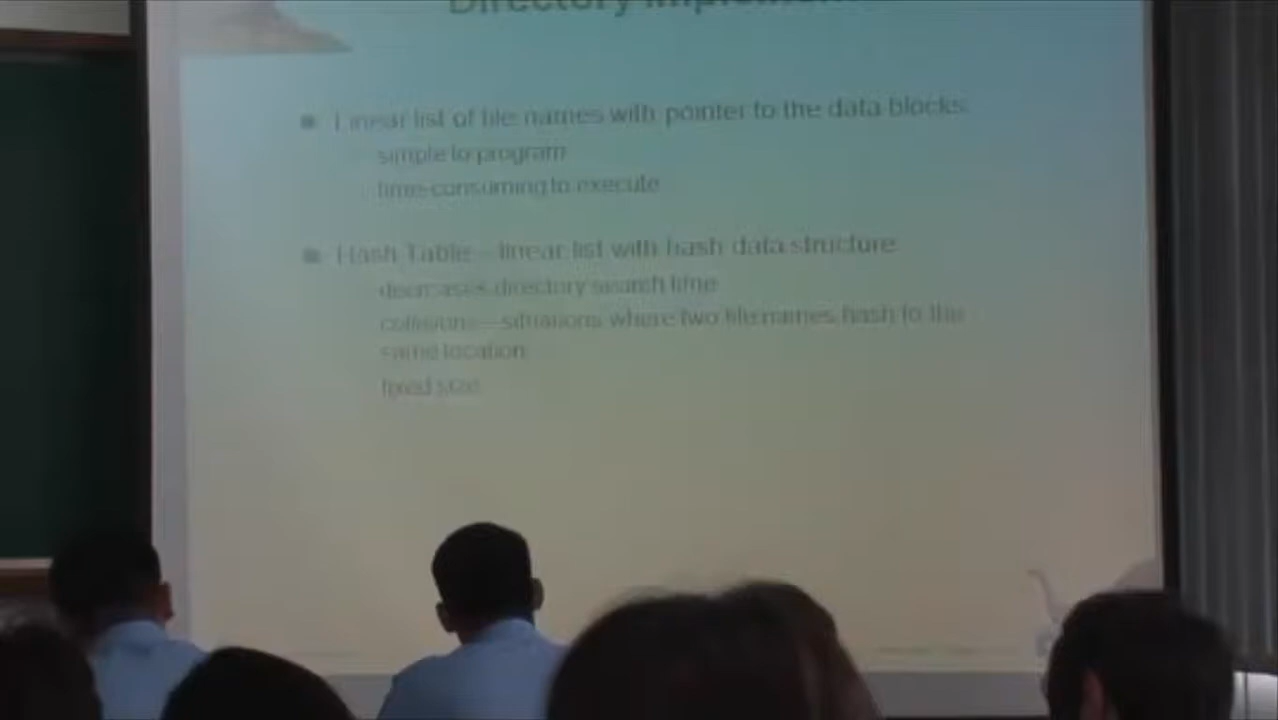 Directory Implemen
Linear list of file names with pointer to the data blocks.
simple to program
time-consuming to execute
Hash Table – linear list with hash data structure.
decreases directory search time
collisions – situations where two file names hash to the
same location
fixed size